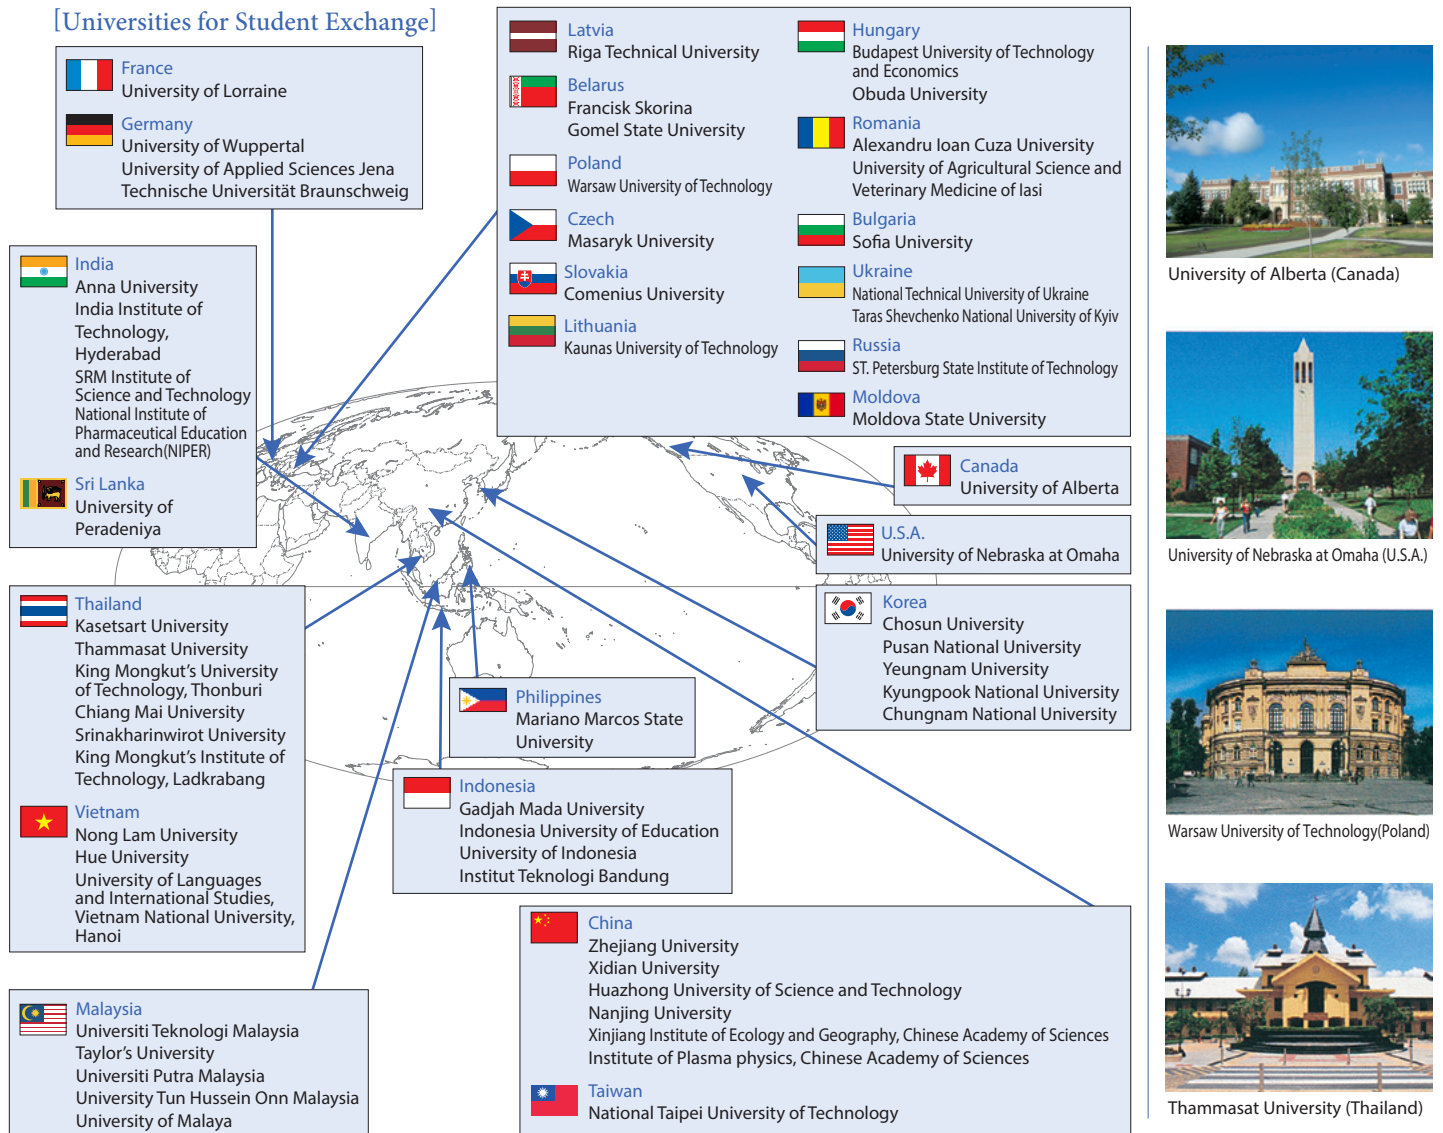 [Universities for Student Exchange]
France
University of Lorraine
Germany
University of Wuppertal
University of Applied Sciences Jena
Technische Universität Braunschweig
Latvia
Riga Technical University
Belarus
Francisk Skorina
Gomel State University
Poland
Warsaw University of Technology
Czech
Masaryk University
Slovakia
Comenius University
Lithuania
Kaunas University of Technology
Hungary
Budapest University of Technology
and Economics
Obuda University
Romania
Alexandru Ioan Cuza University
University of Agricultural Science and
Veterinary Medicine of Iasi
Bulgaria
Sofia University
Ukraine
National Technical University of Ukraine
Taras Shevchenko National University of Kyiv
Russia
ST. Petersburg State Institute of Technology
Moldova
Moldova State University
India
Anna University
India Institute of
Technology,
Hyderabad
SRM Institute of
Science and Technology
National Institute of
Pharmaceutical Education
and Research(NIPER)
Sri Lanka
University of
Peradeniya
Canada
University of Alberta
U.S.A.
University of Nebraska at Omaha
Korea
Chosun University
Pusan National University
Yeungnam University
Kyungpook National University
Chungnam National University
Thailand
Kasetsart University
Thammasat University
King Mongkut's University
of Technology, Thonburi
Chiang Mai University
Srinakharinwirot University
King Mongkut's Institute of
Technology, Ladkrabang
Vietnam
Nong Lam University
Hue University
University of Languages
and International Studies,
Vietnam National University,
Hanoi
Philippines
Mariano Marcos State
University
Indonesia
Gadjah Mada University
Indonesia University of Education
University of Indonesia
Institut Teknologi Bandung
Malaysia
Universiti Teknologi Malaysia
Taylor's University
Universiti Putra Malaysia
University Tun Hussein Onn Malaysia
University of Malaya
China
Zhejiang University
Xidian University
Huazhong University of Science and Technology
Nanjing University
Xinjiang Institute of Ecology and Geography, Chinese Academy of Sciences
Institute of Plasma physics, Chinese Academy of Sciences
Taiwan
National Taipei University of Technology
University of Alberta (Canada)
University of Nebraska at Omaha (U.S.A.)
Warsaw University of Technology(Poland)
Thammasat University (Thailand)